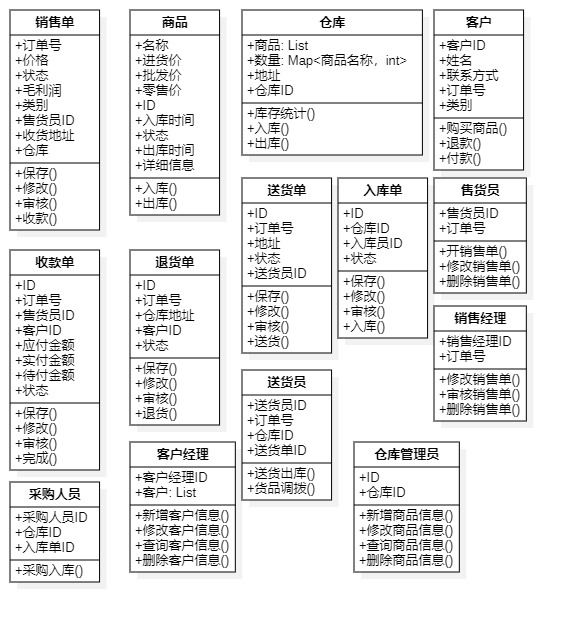 销售单
+订单号
+价格
+状态
+毛利润
+类别
+售货员ID
+收货地址
+仓库
+保存()
+修改()
+审核()
+收款()
商品
+名称
+进货价
+批发价
+零售价
+ID
+入库时间
+状态
+出库时间
+详细信息
+入库()
+出库()
仓库
+商品: List
+数量: Map<商品名称，int>
+地址
+仓库ID
+库存统计()
+入库()
+出库()
客户
+客户ID
+姓名
+联系方式
+订单号
+类别
+购买商品()
+退款()
+付款()
送货单
+ID
+订单号
+地址
+状态
+送货员ID
+保存()
+修改()
+审核()
+送货()
入库单
+ID
+仓库ID
+入库员ID
+状态
+保存()
+修改()
+审核()
+入库()
售货员
+售货员ID
+订单号
+开销售单()
+修改销售单()
+删除销售单()
收款单
+ID
+订单号
+售货员ID
+客户ID
+应付金额
+实付金额
+待付金额
+状态
+保存()
+修改()
+审核()
+完成()
退货单
+ID
+订单号
+仓库地址
+客户ID
+状态
+保存()
+修改()
+审核()
+退货()
销售经理
+销售经理ID
+订单号
+修改销售单()
+审核销售单()
+删除销售单()
送货员
+送货员ID
+订单号
+仓库ID
+送货单ID
+送货出库()
+货品调拨()
客户经理
+客户经理ID
+客户: List
+新增客户信息()
+修改客户信息()
+查询客户信息()
+删除客户信息()
仓库管理员
+ID
+仓库ID
+新增商品信息()
+修改商品信息()
+查询商品信息()
+删除商品信息()
采购人员
+采购人员ID
+仓库ID
+入库单ID
+采购入库()